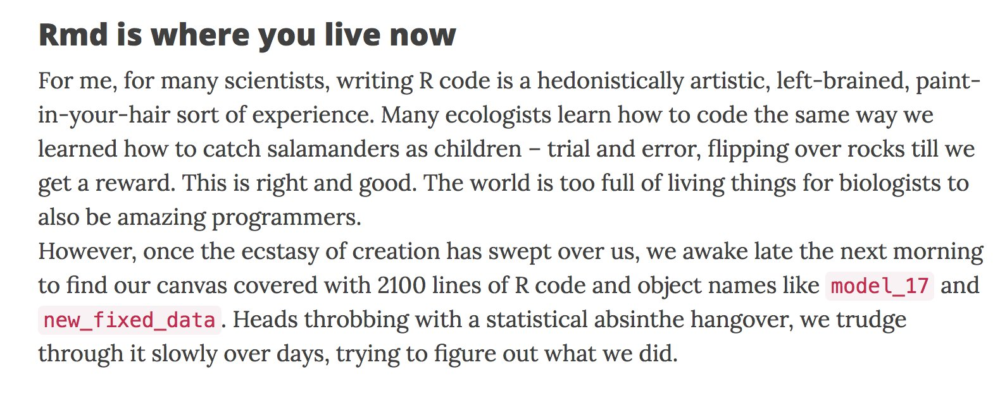 Rmd is where you live now
For me, for many scientists, writing R code is a hedonistically artistic, left-brained, paint-
in-your-hair sort of experience. Many ecologists learn how to code the same way we
learned how to catch salamanders as children – trial and error, flipping over rocks till we
get a reward. This is right and good. The world is too full of living things for biologists to
also be amazing programmers.
However, once the ecstasy of creation has swept over us, we awake late the next morning
to find our canvas covered with 2100 lines of R code and object names like model_17 and
new_fixed_data. Heads throbbing with a statistical absinthe hangover, we trudge
through it slowly over days, trying to figure out what we did.